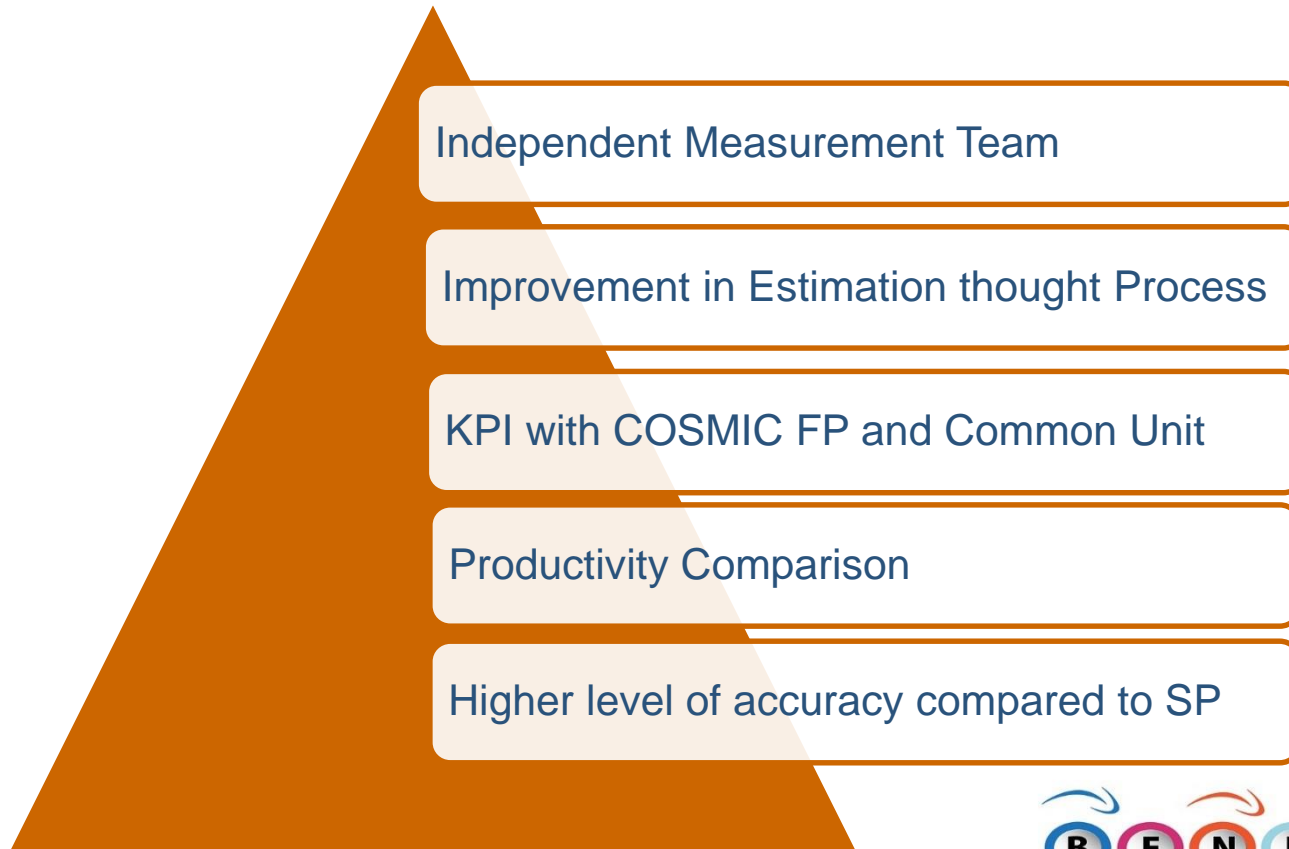 Independent Measurement Team
Improvement in Estimation thought Process
KPI with COSMIC FP and Common Unit
Productivity Comparison
Higher level of accuracy compared to SP
B E N